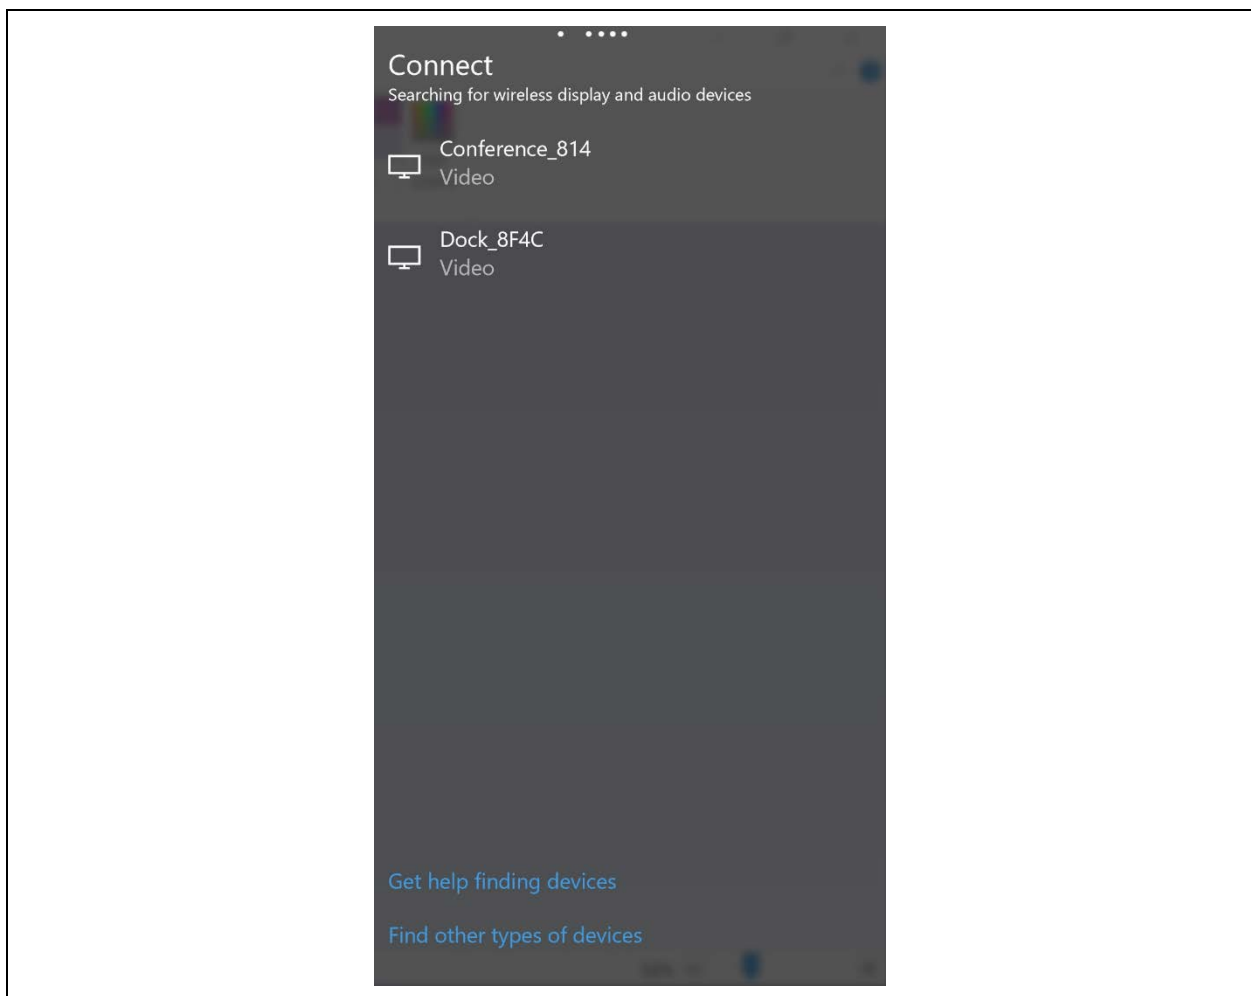 Connect
Searching for wireless display and audio devices
Conference_814
Video
Dock_8F4C
Video
Get help finding devices
Find other types of devices